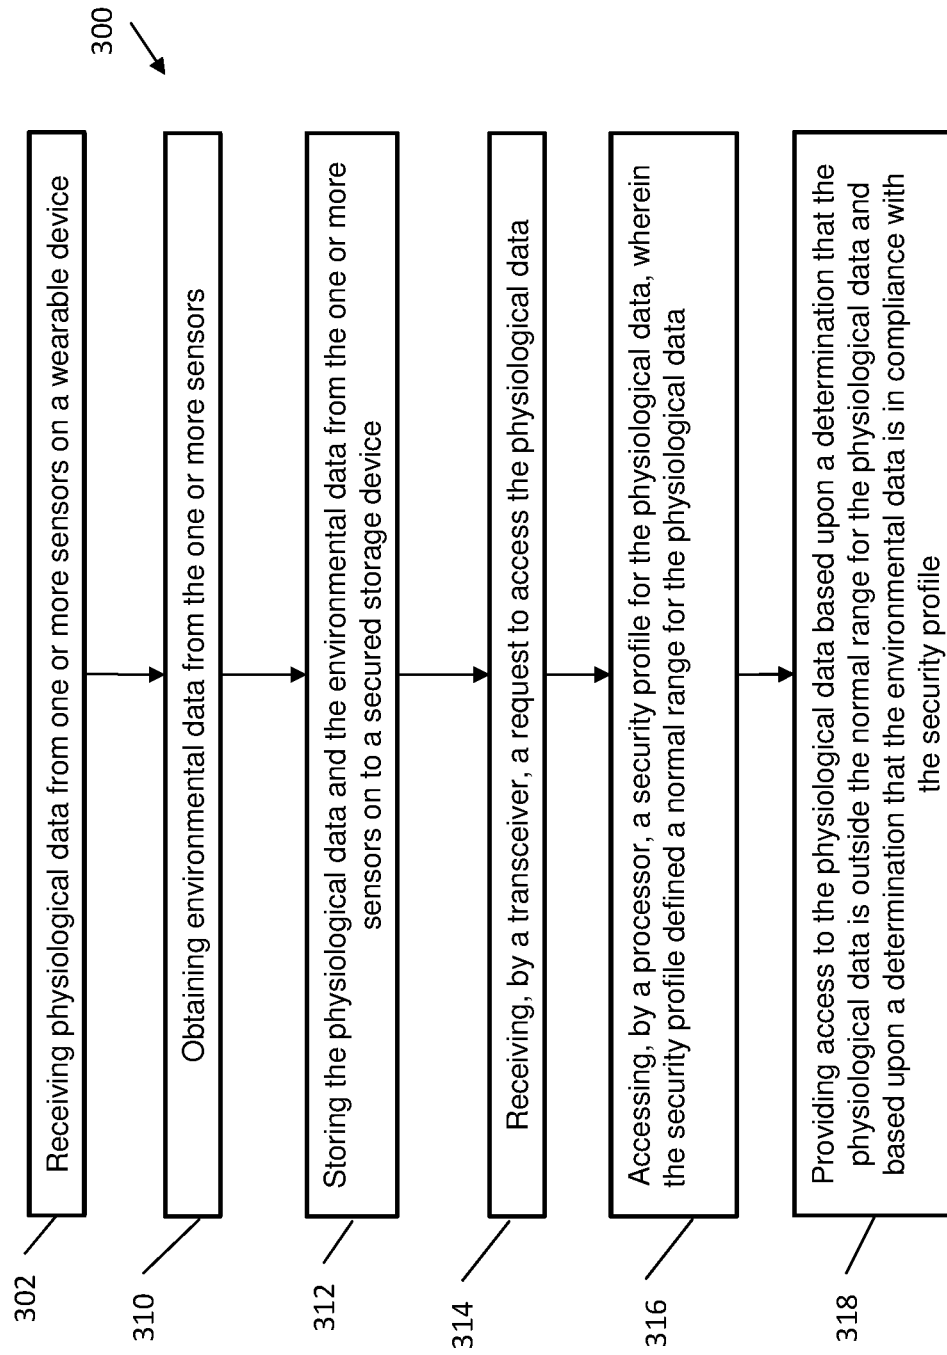 300
302
Receiving physiological data from one or more sensors on a wearable device
310
Obtaining environmental data from the one or more sensors
312
Storing the physiological data and the environmental data from the one or more
sensors on to a secured storage device
314
Receiving, by a transceiver, a request to access the physiological data
316
Accessing, by a processor, a security profile for the physiological data, wherein
the security profile defined a normal range for the physiological data
318
Providing access to the physiological data based upon a determination that the
physiological data is outside the normal range for the physiological data and
based upon a determination that the environmental data is in compliance with
the security profile